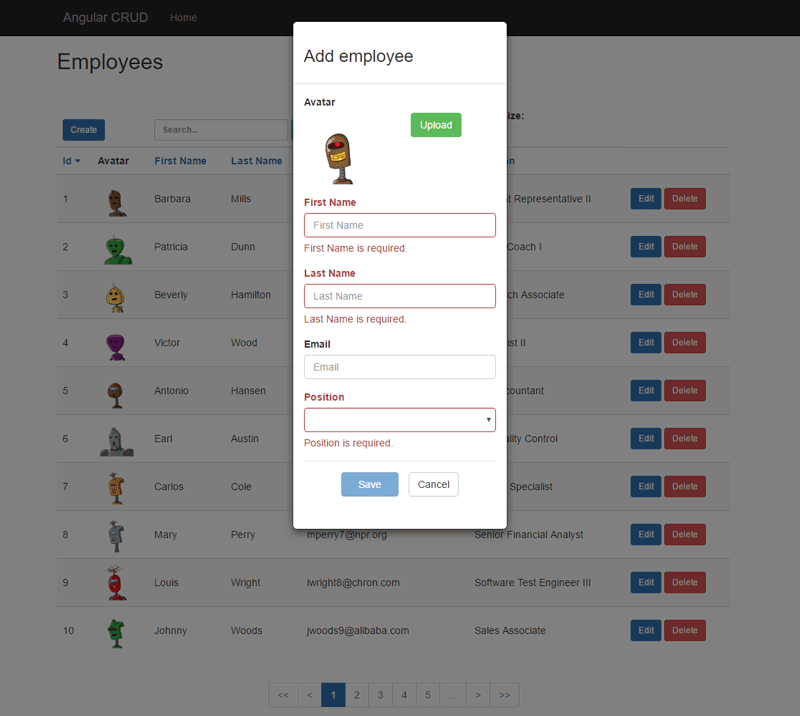 Angular CRUD Home
Employees
Create Search... ize:
Id Avatar First Name Last Name
1 Barbara Mills t Representative II Edit Delete
2 Patricia Dunn Coach I Edit Delete
3 Beverly Hamilton ch Associate Edit Delete
4 Victor Wood ist II Edit Delete
5 Antonio Hansen countant Edit Delete
6 Earl Austin lity Control Edit Delete
7 Carlos Cole Specialist Edit Delete
8 Mary Perry mperry7@npr.org Senior Financial Analyst Edit Delete
9 Louis Wright lwright8@chron.com Software Test Engineer III Edit Delete
10 Johnny Woods jwoods9@alibaba.com Sales Associate Edit Delete
<< < 1 2 3 4 5 ... > >>
Add employee
Avatar
Upload
First Name
First Name
First Name is required.
Last Name
Last Name
Last Name is required.
Email
Email
Position
Position is required.
Save Cancel